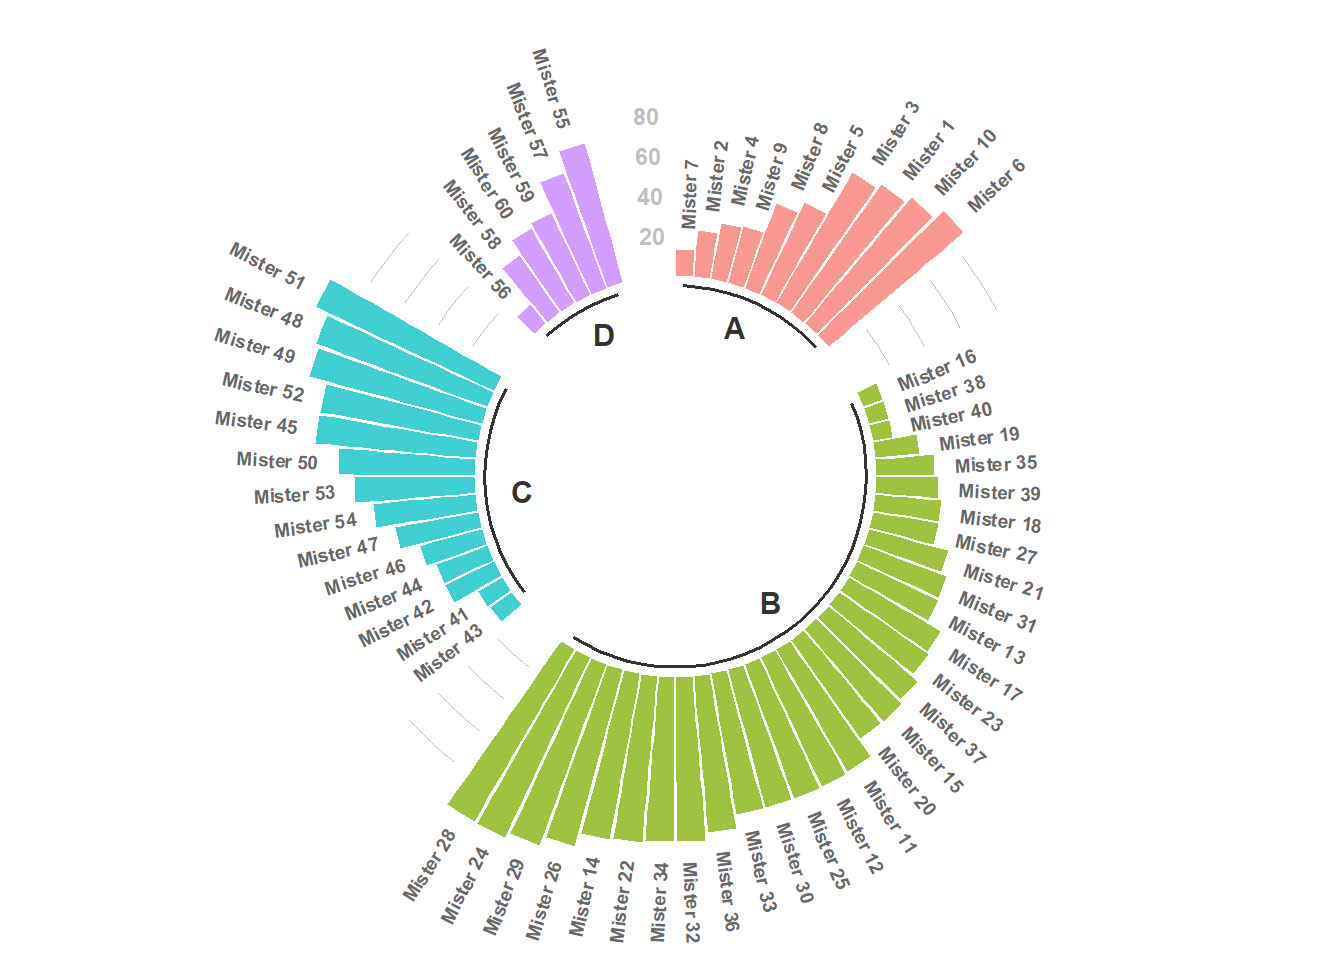 80
60
40
20
Mister 7
Mister 2
Mister 4
Mister 9
Mister 8
Mister 5
Mister 3
Mister 1
Mister 10
Mister 6
A
Mister 16
Mister 38
Mister 40
Mister 19
Mister 35
Mister 39
Mister 18
Mister 27
Mister 21
Mister 31
Mister 13
Mister 17
Mister 23
Mister 37
Mister 15
Mister 20
Mister 11
Mister 12
Mister 25
Mister 30
Mister 33
Mister 36
Mister 32
Mister 34
Mister 22
Mister 14
Mister 26
Mister 29
Mister 24
Mister 28
B
Mister 43
Mister 41
Mister 42
Mister 44
Mister 46
Mister 47
Mister 54
Mister 53
Mister 50
Mister 45
Mister 52
Mister 49
Mister 48
Mister 51
C
Mister 56
Mister 58
Mister 60
Mister 59
Mister 57
Mister 55
D